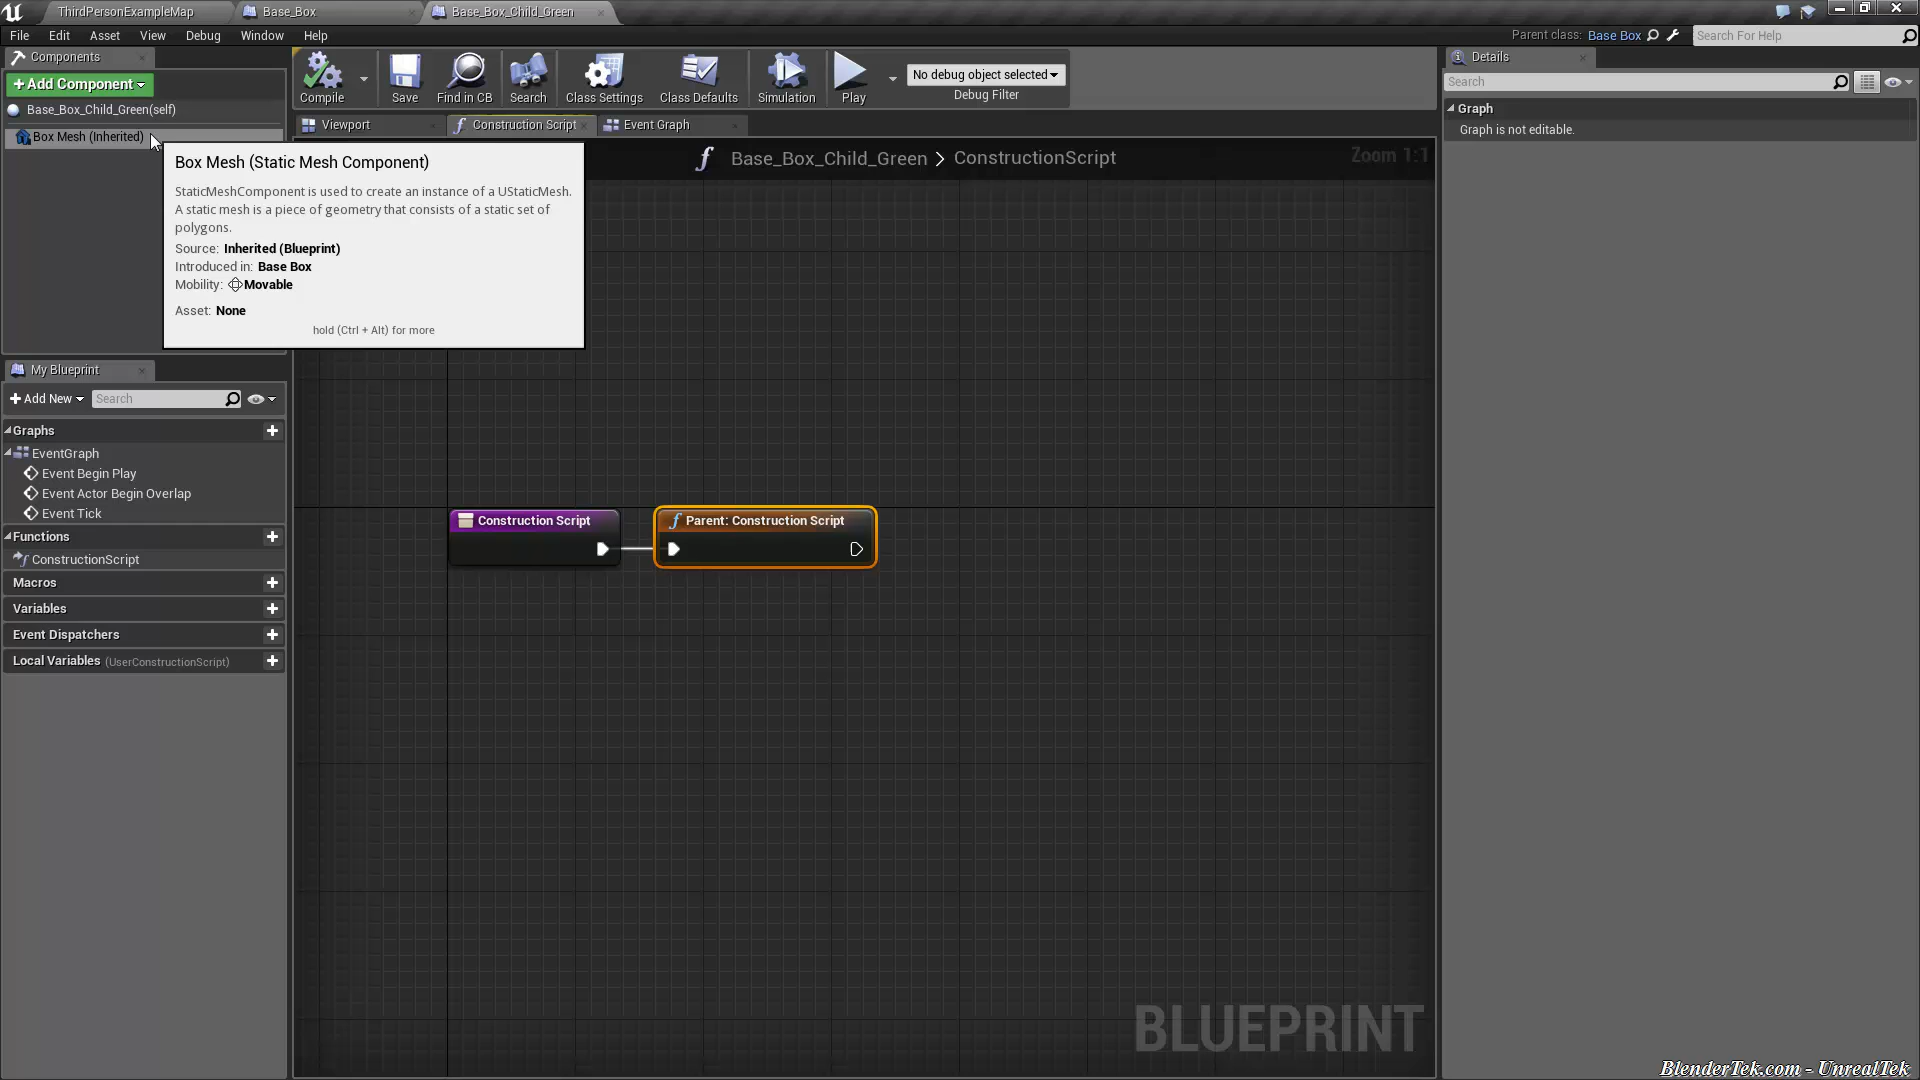 ThirdPersonExampleMap
Base_Box
Base_Box_Child_Green
File Edit Asset View Debug Window Help
Parent class: Base Box
Search For Help
Components
+ Add Component
Base_Box_Child_Green(self)
Box Mesh (Inherited)
Compile
Save
Find in CB
Search
Class Settings
Class Defaults
Simulation
Play
No debug object selected
Debug Filter
Viewport
Construction Script
Event Graph
Base_Box_Child_Green > ConstructionScript
Zoom 1:1
Box Mesh (Static Mesh Component)
StaticMeshComponent is used to create an instance of a UStaticMesh.
A static mesh is a piece of geometry that consists of a static set of
polygons.
Source: Inherited (Blueprint)
Introduced in: Base Box
Mobility: Movable
Asset: None
hold (Ctrl + Alt) for more
My Blueprint
+ Add New
Search
Graphs
EventGraph
Event Begin Play
Event Actor Begin Overlap
Event Tick
Functions
ConstructionScript
Macros
Variables
Event Dispatchers
Local Variables (UserConstructionScript)
Construction Script
Parent: Construction Script
BLUEPRINT
Details
Search
Graph
Graph is not editable.
BlenderTek.com - UnrealTek